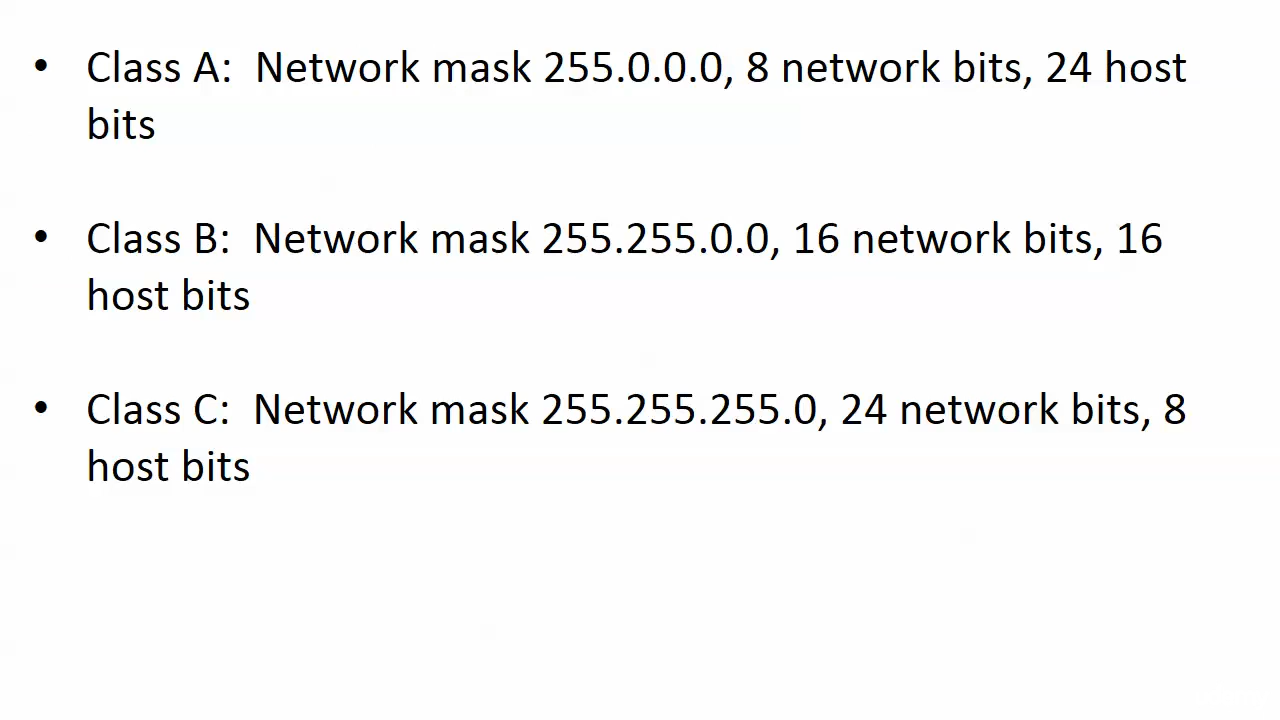 • Class A:  Network mask 255.0.0.0, 8 network bits, 24 host
bits
• Class B:  Network mask 255.255.0.0, 16 network bits, 16
host bits
• Class C:  Network mask 255.255.255.0, 24 network bits, 8
host bits